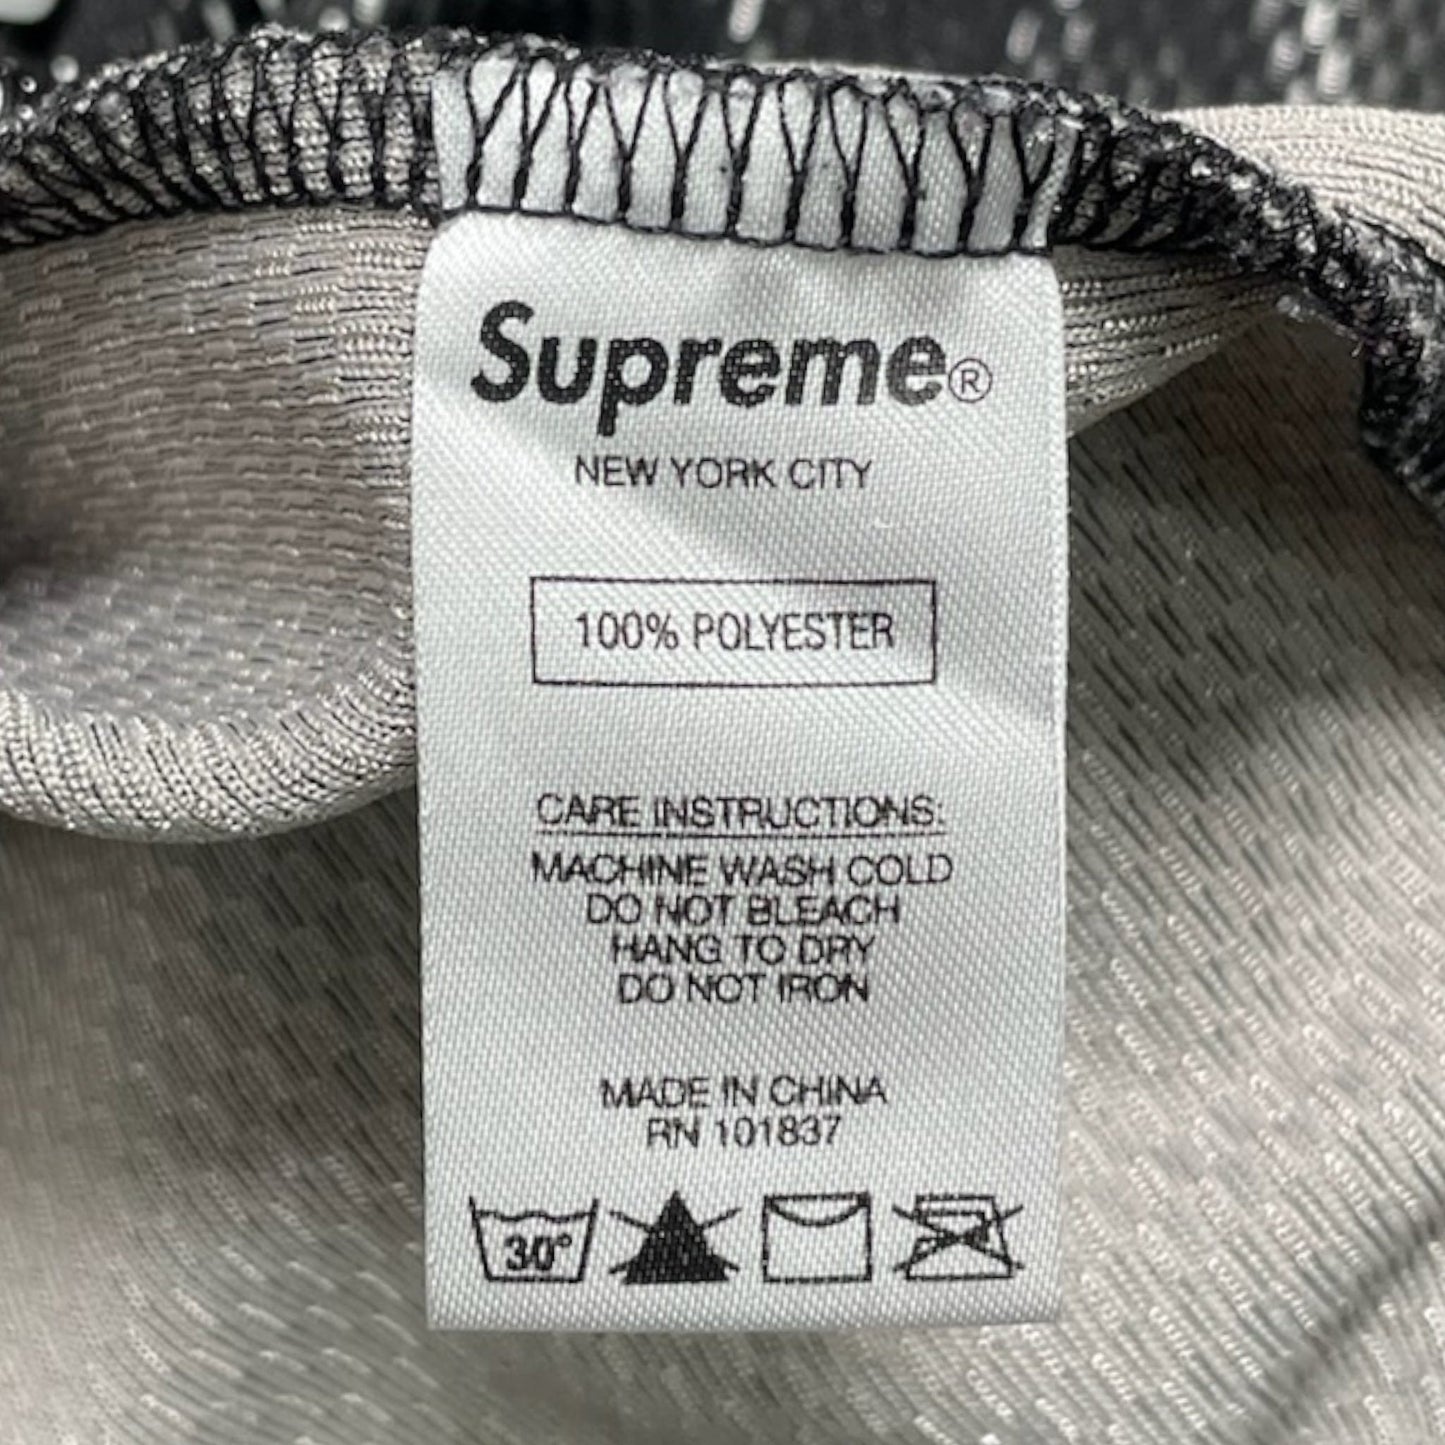 Supreme®
NEW YORK CITY
100% POLYESTER
CARE INSTRUCTIONS:
MACHINE WASH COLD
DO NOT BLEACH
HANG TO DRY
DO NOT IRON
MADE IN CHINA
RN 101837
30°